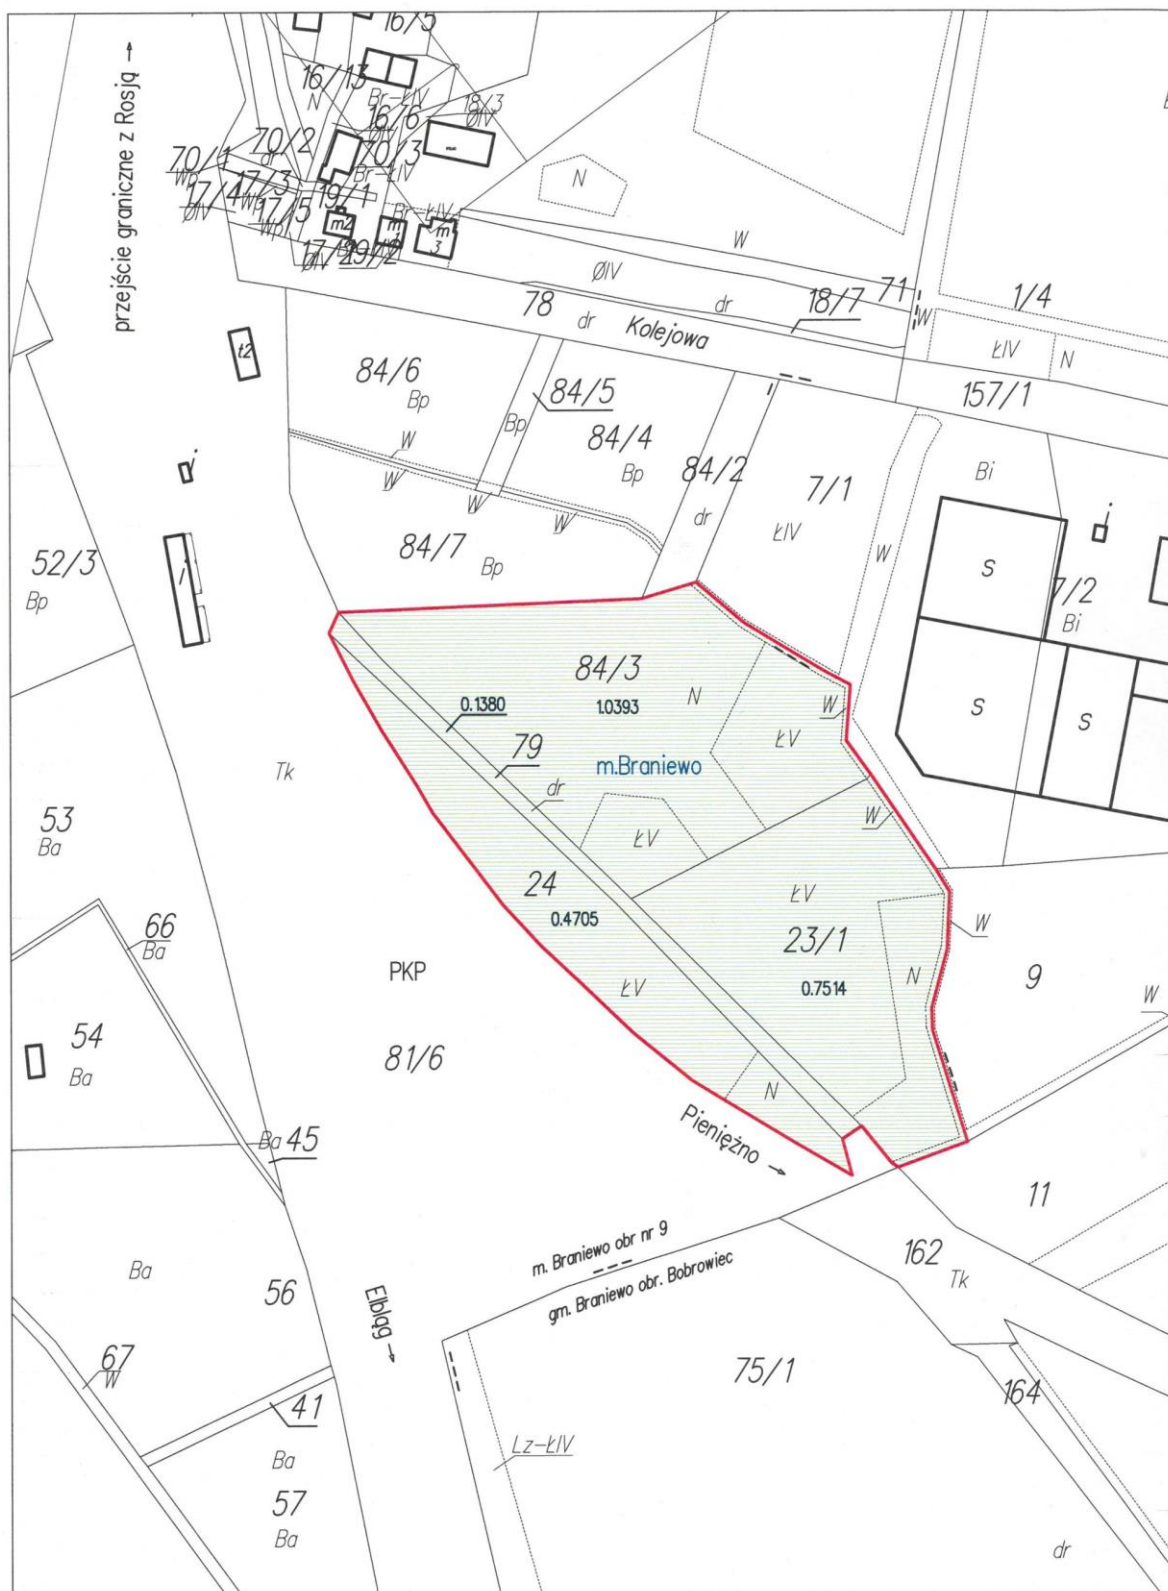 przejście graniczne z Rosją →
16/5
16/13
N
Br-ŁIV
16/6
18/3
ØIV
70/2
dr
70/3
Br-ŁIV
70/1
Wp
17/3
17/4
ØIV
17/5
Wp
19/1
Br-ŁIV
m2
m
3
19/2
ØIV
N
W
ØIV
71
dr
18/7
W
1/4
78
dr
Kolejowa
ŁIV
N
157/1
t2
84/6
Bp
84/5
Bp
84/4
Bp
84/2
dr
7/1
ŁIV
W
Bi
i
S
7/2
Bi
W
W
W
W
i
i
84/7
Bp
52/3
Bp
84/3
1.0393
N
0.1380
79
dr
m.Braniewo
ŁV
W
S
S
Tk
53
Ba
ŁV
W
24
0.4705
ŁV
23/1
0.7514
N
W
9
W
66
Ba
PKP
ŁV
54
Ba
81/6
N
Pieniężno →
Ba
45
11
m. Braniewo obr nr 9
gm. Braniewo obr. Bobrowiec
162
Tk
Ba
56
Elbląg →
67
W
75/1
164
41
Ba
Lz-ŁIV
57
Ba
dr